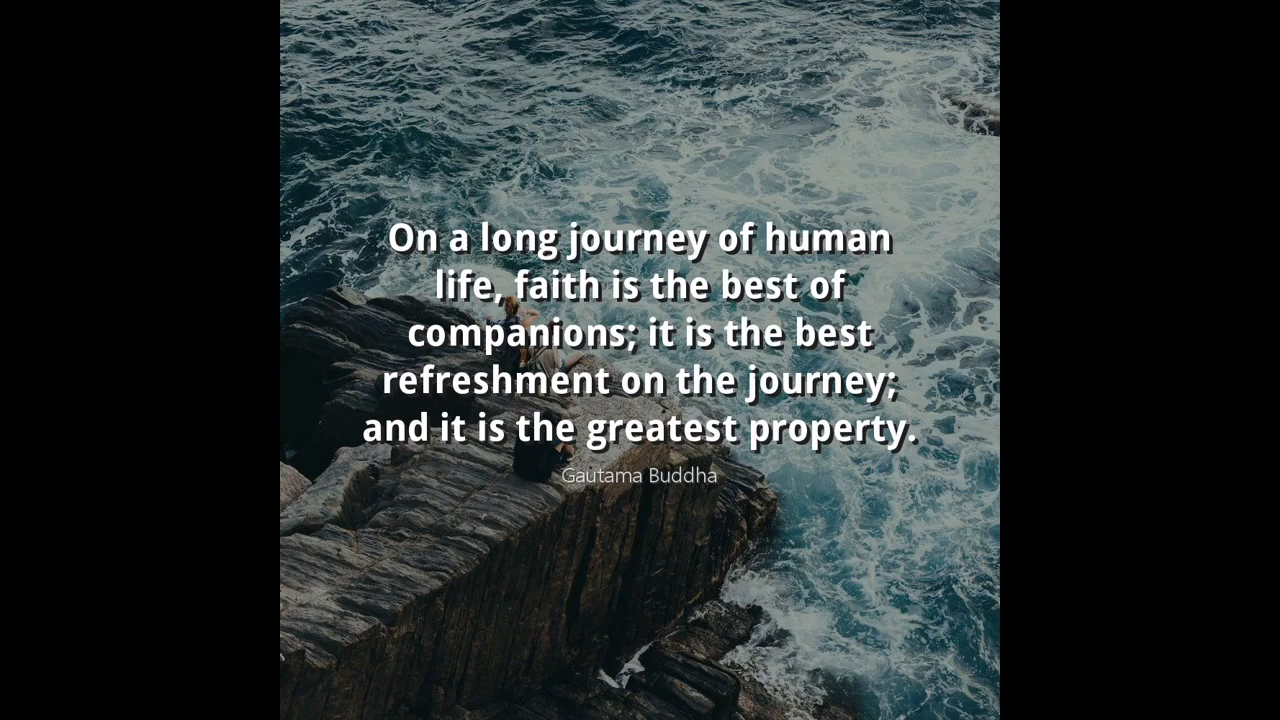 On a long journey of human
life, faith is the best of
companions; it is the best
refreshment on the journey;
and it is the greatest property.
Gautama Buddha